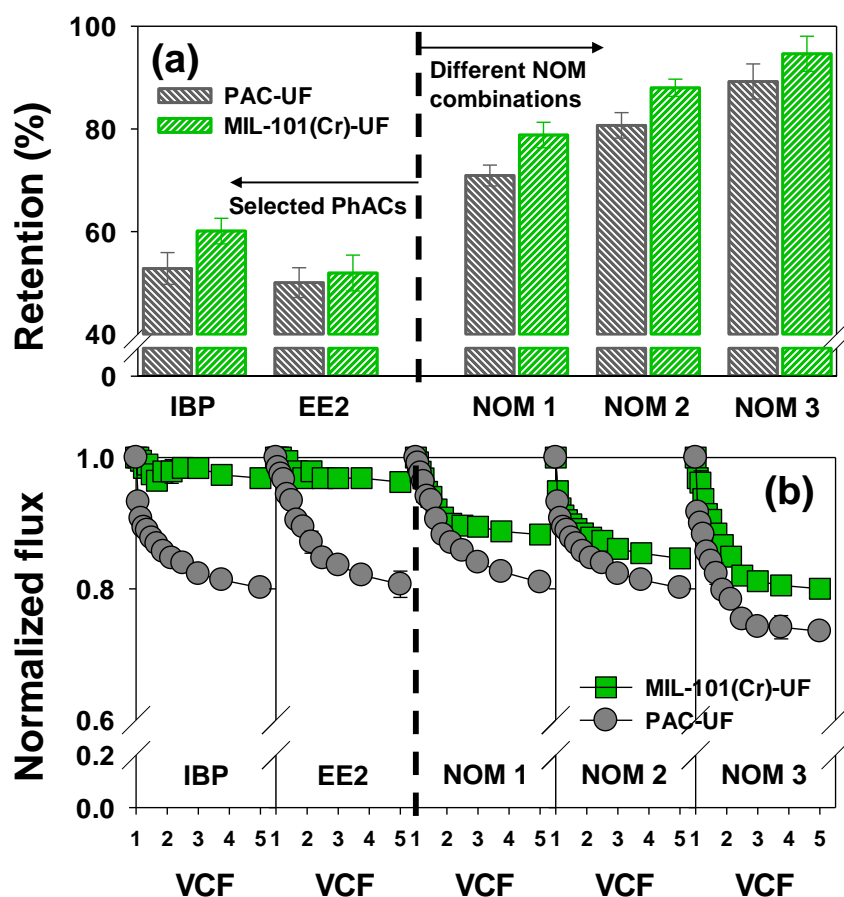 100
(a)
Different NOM
combinations
PAC-UF
MIL-101(Cr)-UF
80
Retention (%)
Selected PhACs
60
40
0
IBP EE2 NOM 1 NOM 2 NOM 3
1.0
(b)
0.8
Normalized flux
MIL-101(Cr)-UF
PAC-UF
0.6
0.2
IBP EE2 NOM 1 NOM 2 NOM 3
0.0
1 2 3 4 5 1 2 3 4 5 1 2 3 4 5 1 2 3 4 5 1 2 3 4 5
VCF VCF VCF VCF VCF